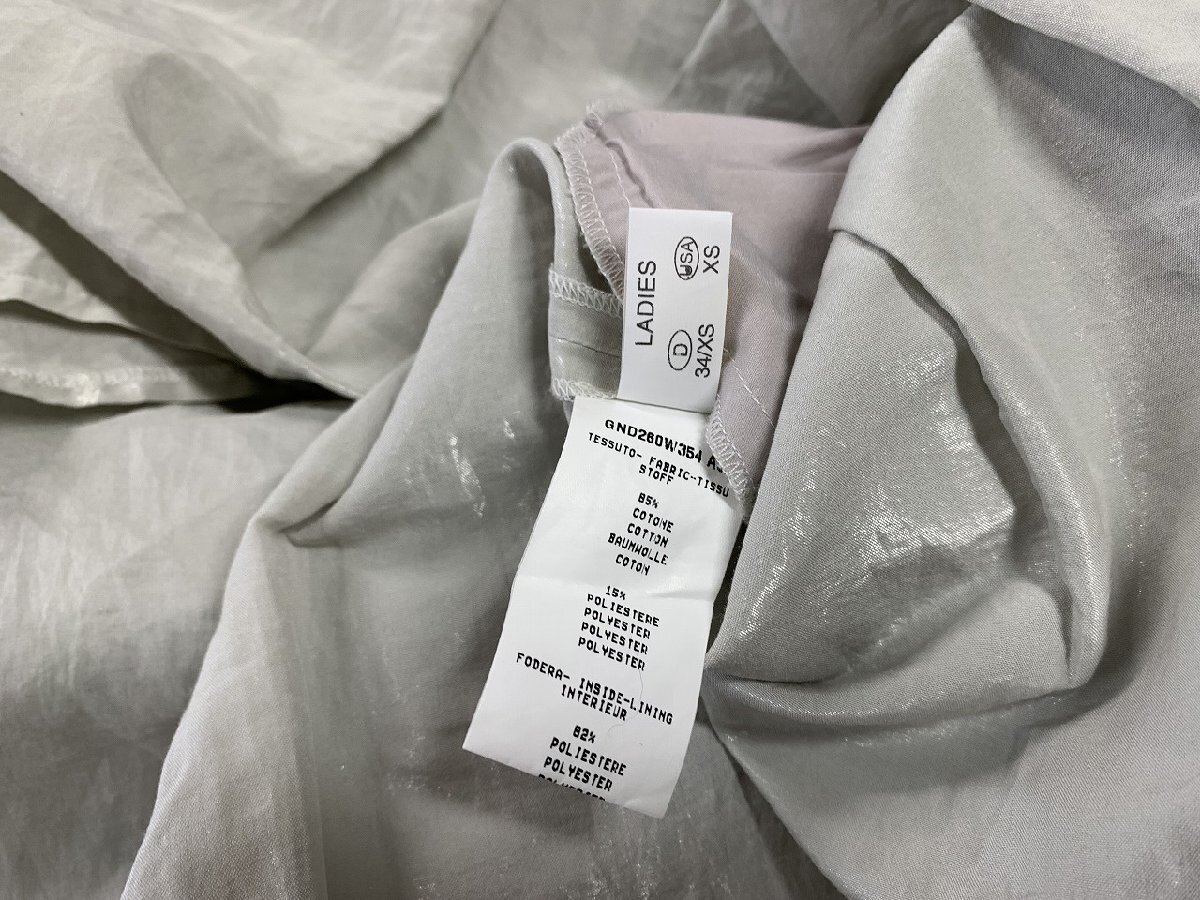 LADIES
D USA
34/XS XS
GND260W354
TESSUTO- FABRIC-TISSU
STOFF
85%
COTONE
COTTON
BAUMWOLLE
COTON
15%
POLIESTERE
POLYESTER
POLYESTER
POLYESTER
FODERA- INSIDE-LINING
INTERIEUR
82%
POLIESTERE
POLYESTER